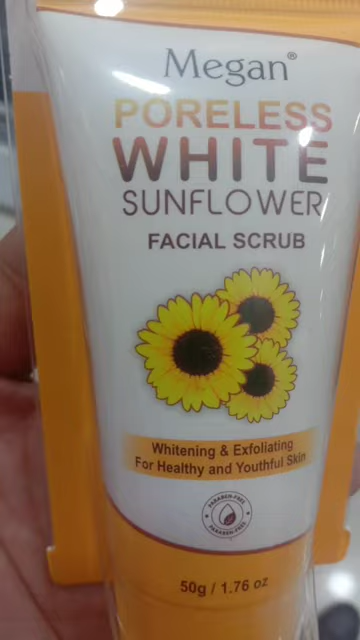 Megan®
PORELESS
WHITE
SUNFLOWER
FACIAL SCRUB
Whitening & Exfoliating
For Healthy and Youthful Skin
PARABEN-FREE
PARABEN-FREE
50g / 1.76 oz